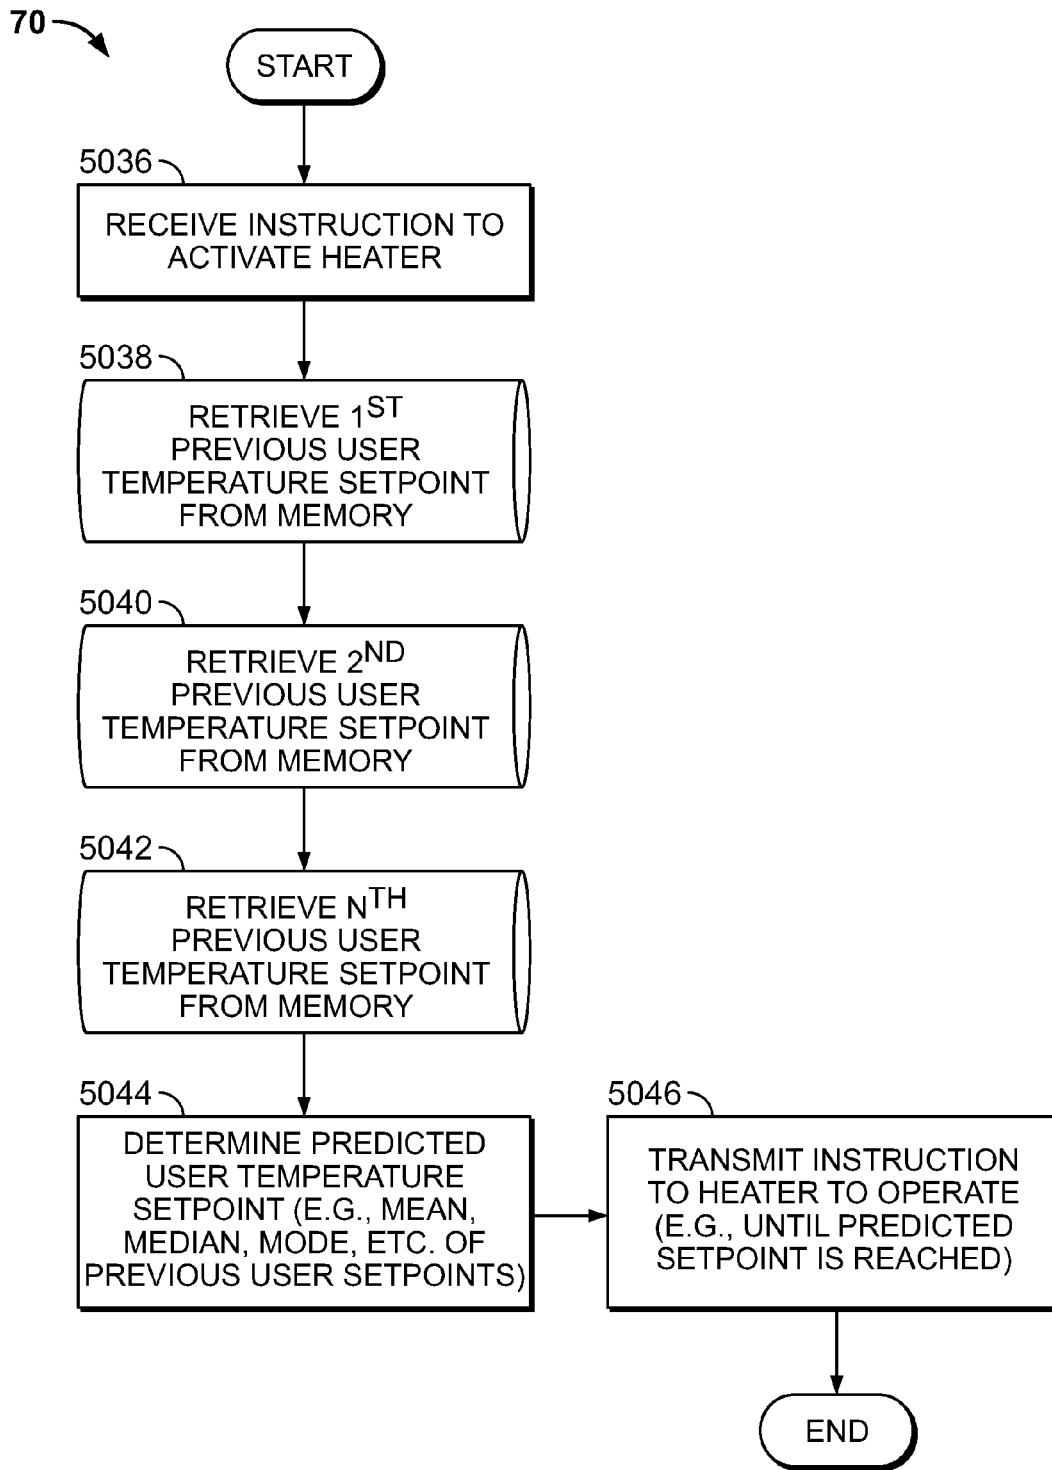 70
START
5036
RECEIVE INSTRUCTION TO
ACTIVATE HEATER
5038
RETRIEVE 1ST
PREVIOUS USER
TEMPERATURE SETPOINT
FROM MEMORY
5040
RETRIEVE 2ND
PREVIOUS USER
TEMPERATURE SETPOINT
FROM MEMORY
5042
RETRIEVE NTH
PREVIOUS USER
TEMPERATURE SETPOINT
FROM MEMORY
5044
DETERMINE PREDICTED
USER TEMPERATURE
SETPOINT (E.G., MEAN,
MEDIAN, MODE, ETC. OF
PREVIOUS USER SETPOINTS)
5046
TRANSMIT INSTRUCTION
TO HEATER TO OPERATE
(E.G., UNTIL PREDICTED
SETPOINT IS REACHED)
END